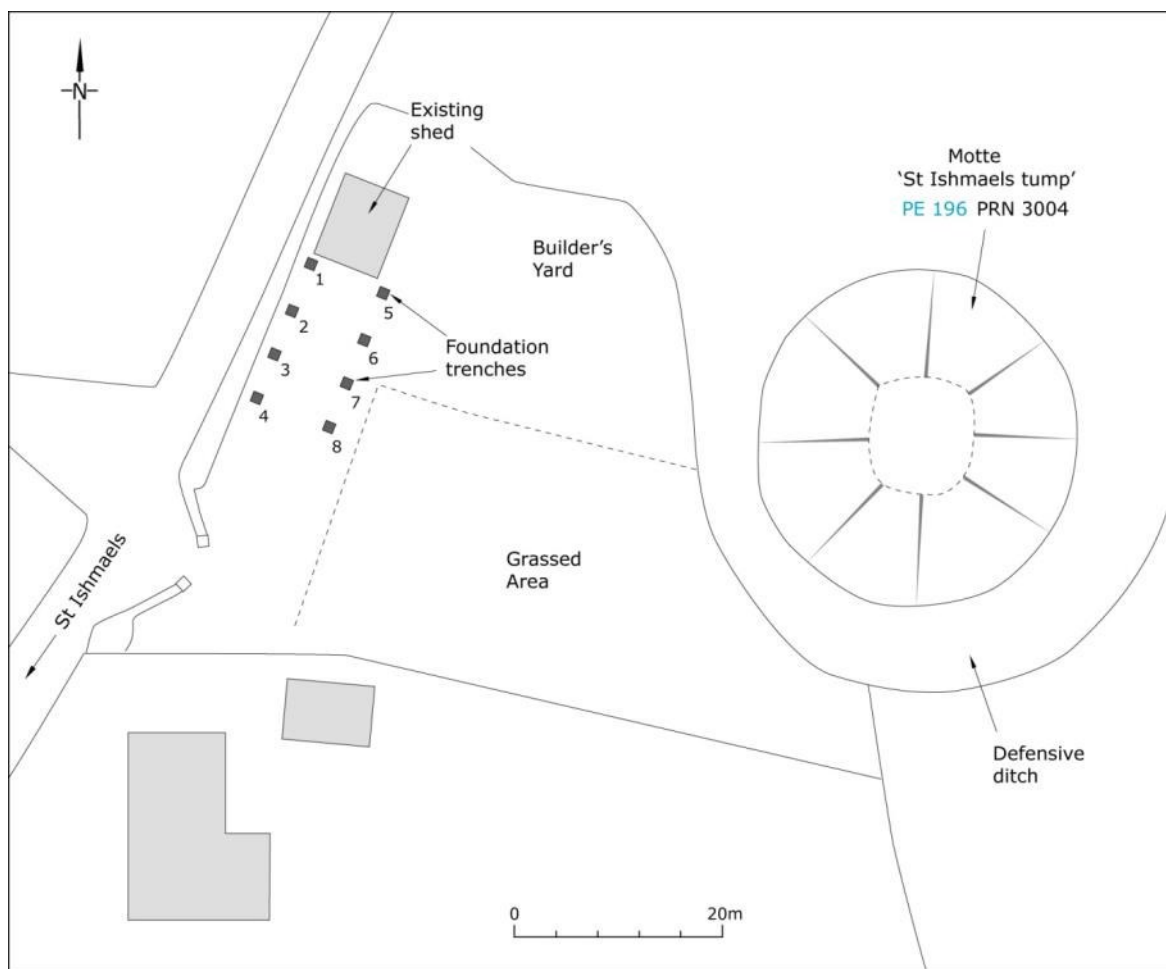 N
Existing
shed
Motte
‘St Ishmaels tump’
PE 196 PRN 3004
Builder’s
Yard
1
5
2
6
Foundation
trenches
3
7
4
8
Grassed
Area
St Ishmaels
Defensive
ditch
0
20m